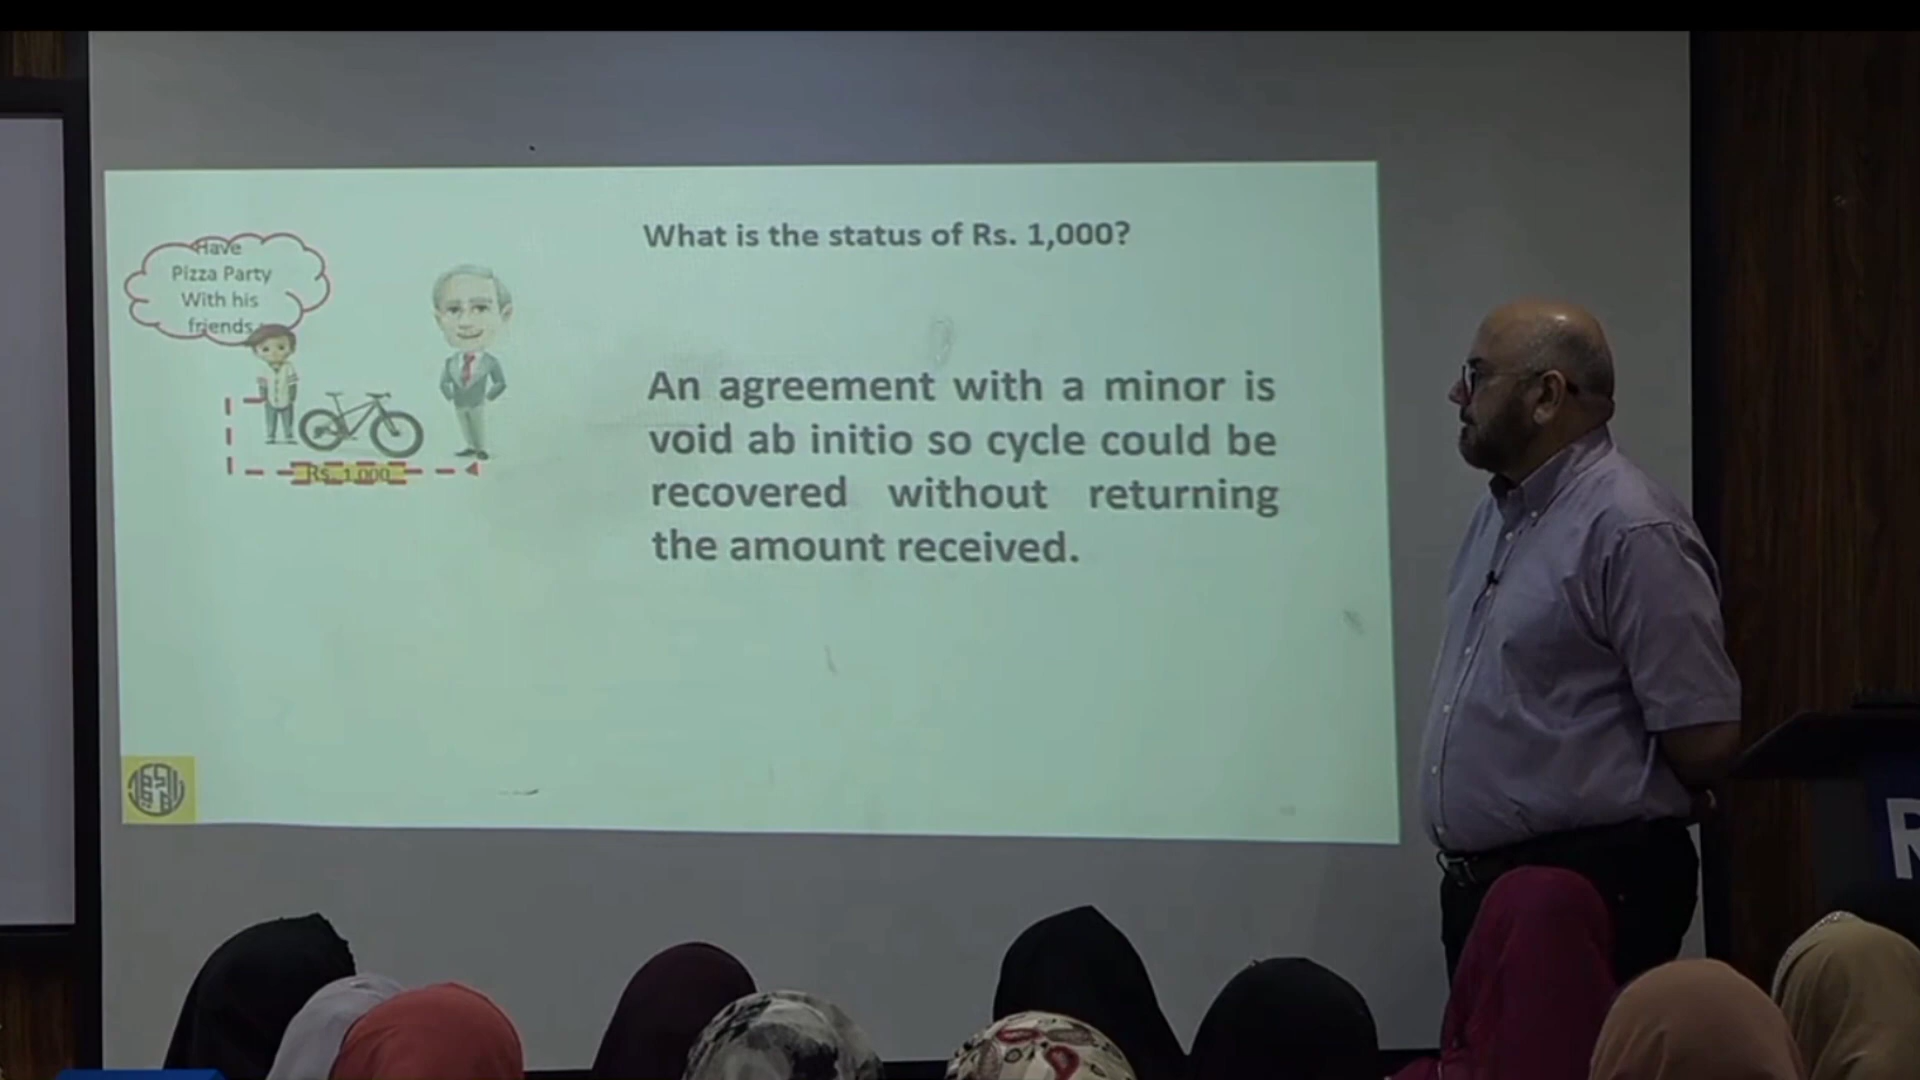 What is the status of Rs. 1,000?
Have
Pizza Party
With his
friends
Rs. 1,000
An agreement with a minor is
void ab initio so cycle could be
recovered without returning
the amount received.
R